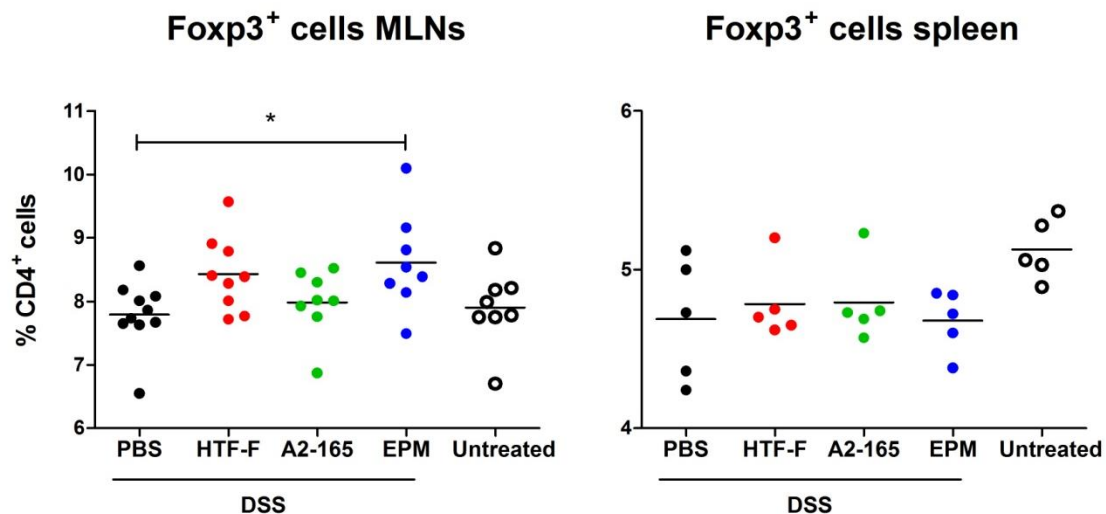 Foxp3⁺ cells MLNs
% CD4⁺ cells
11
10
9
8
7
6
*
PBS HTF-F A2-165 EPM Untreated
DSS
Foxp3⁺ cells spleen
6
5
4
PBS HTF-F A2-165 EPM Untreated
DSS